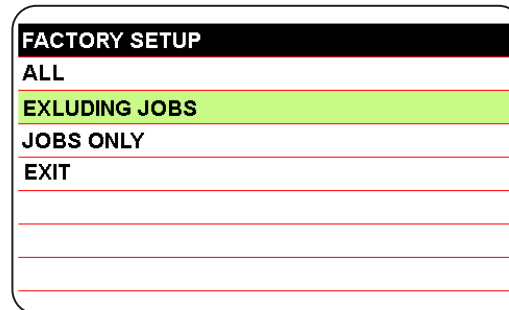 FACTORY SETUP
ALL
EXLUDING JOBS
JOBS ONLY
EXIT